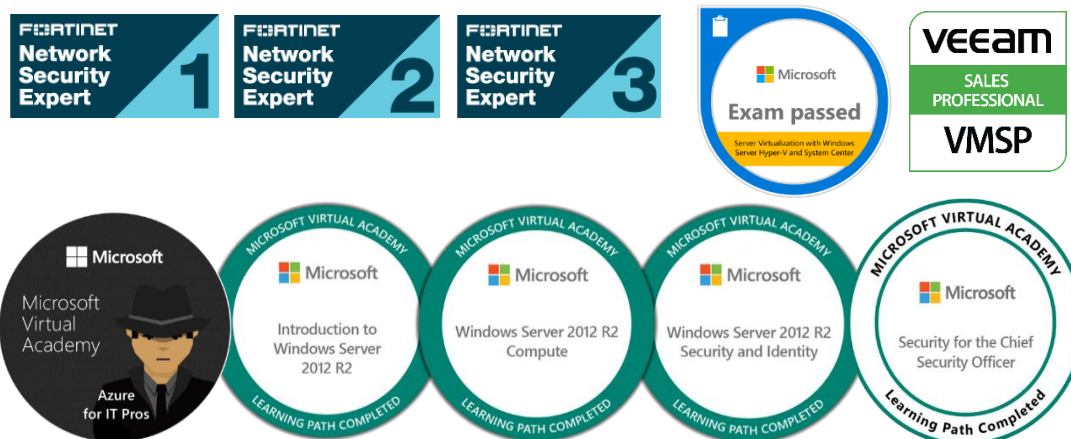 FORTINET
Network
Security
Expert
1
FORTINET
Network
Security
Expert
2
FORTINET
Network
Security
Expert
3
Microsoft
Exam passed
Server Virtualization with Windows
Server Hyper-V and System Center
veeam
SALES
PROFESSIONAL
VMSP
Microsoft
Microsoft
Virtual
Academy
Azure
for IT Pros
MICROSOFT VIRTUAL ACADEMY
Microsoft
Introduction to
Windows Server
2012 R2
LEARNING PATH COMPLETED
MICROSOFT VIRTUAL ACADEMY
Microsoft
Windows Server 2012 R2
Compute
LEARNING PATH COMPLETED
MICROSOFT VIRTUAL ACADEMY
Microsoft
Windows Server 2012 R2
Security and Identity
LEARNING PATH COMPLETED
MICROSOFT VIRTUAL ACADEMY
Microsoft
Security for the Chief
Security Officer
Learning Path Completed